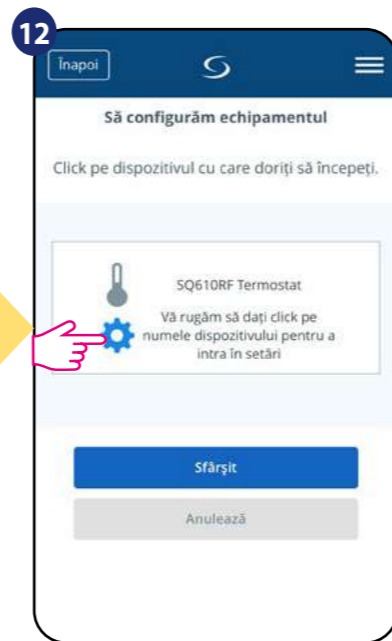 12
Înapoi
Să configurăm echipamentul
Click pe dispozitivul cu care doriți să începeți.
SQ610RF Termostat
Vă rugăm să dați click pe
numele dispozitivului pentru a
intra în setări
Sfârșit
Anulează